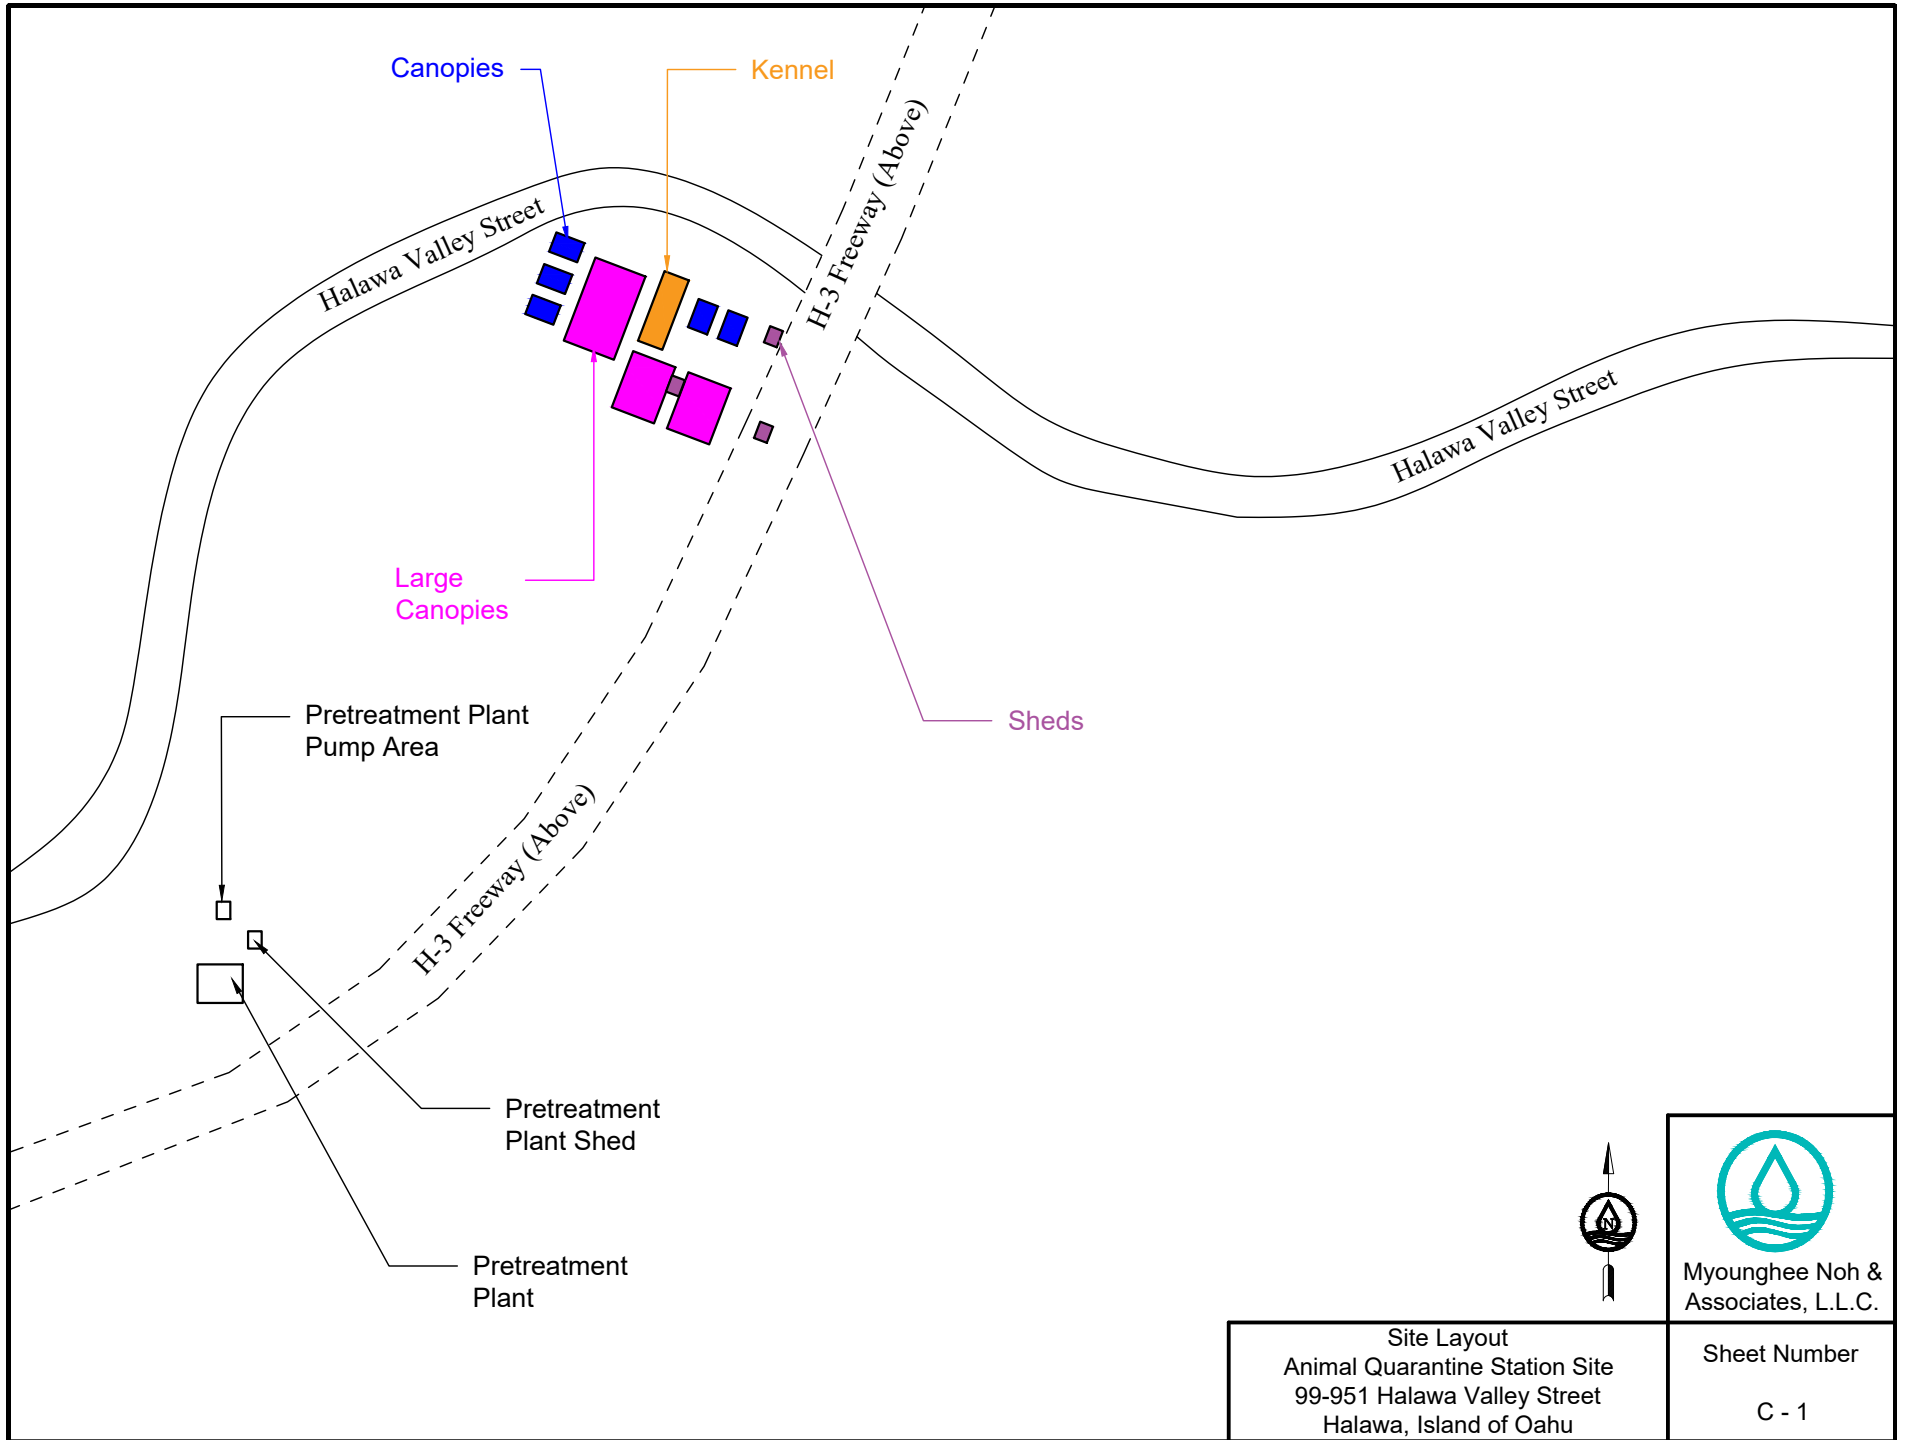 Canopies
Kennel
H-3 Freeway (Above)
Halawa Valley Street
Halawa Valley Street
Large
Canopies
Sheds
Pretreatment Plant
Pump Area
H-3 Freeway (Above)
Pretreatment
Plant Shed
Pretreatment
Plant
N
Myounghee Noh &
Associates, L.L.C.
Site Layout
Animal Quarantine Station Site
99-951 Halawa Valley Street
Halawa, Island of Oahu
Sheet Number
C - 1